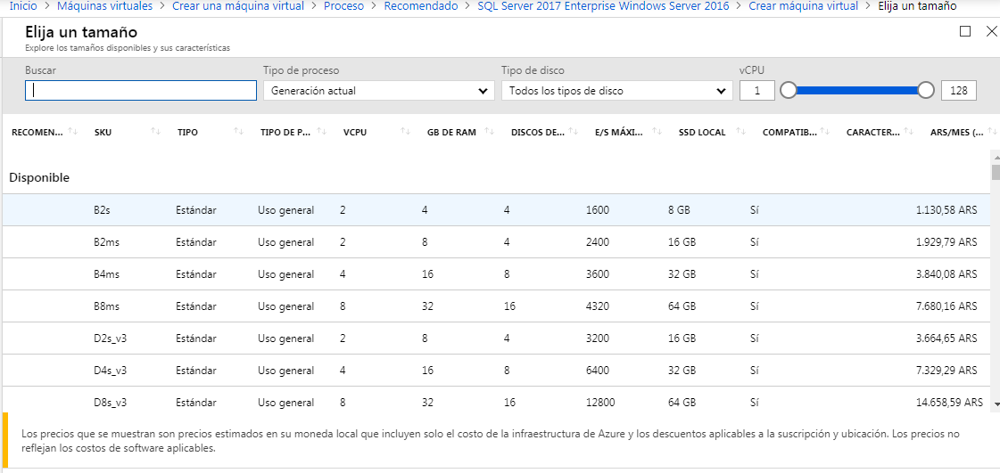 Inicio > Máquinas virtuales > Crear una máquina virtual > Proceso > Recomendado > SQL Server 2017 Enterprise Windows Server 2016 > Crear máquina virtual > Elija un tamaño
Elija un tamaño
Explore los tamaños disponibles y sus características
Buscar Tipo de proceso Tipo de disco vCPU
Generación actual Todos los tipos de disco 1 128
RECOMEN... SKU TIPO TIPO DE P... VCPU GB DE RAM DISCOS DE... E/S MÁXI... SSD LOCAL COMPATIB... CARACTER... ARS/MES (...
Disponible
B2s Estándar Uso general 2 4 4 1600 8 GB Sí 1.130,58 ARS
B2ms Estándar Uso general 2 8 4 2400 16 GB Sí 1.929,79 ARS
B4ms Estándar Uso general 4 16 8 3600 32 GB Sí 3.840,08 ARS
B8ms Estándar Uso general 8 32 16 4320 64 GB Sí 7.680,16 ARS
D2s_v3 Estándar Uso general 2 8 4 3200 16 GB Sí 3.664,65 ARS
D4s_v3 Estándar Uso general 4 16 8 6400 32 GB Sí 7.329,29 ARS
D8s_v3 Estándar Uso general 8 32 16 12800 64 GB Sí 14.658,59 ARS
Los precios que se muestran son precios estimados en su moneda local que incluyen solo el costo de la infraestructura de Azure y los descuentos aplicables a la suscripción y ubicación. Los precios no
reflejan los costos de software aplicables.